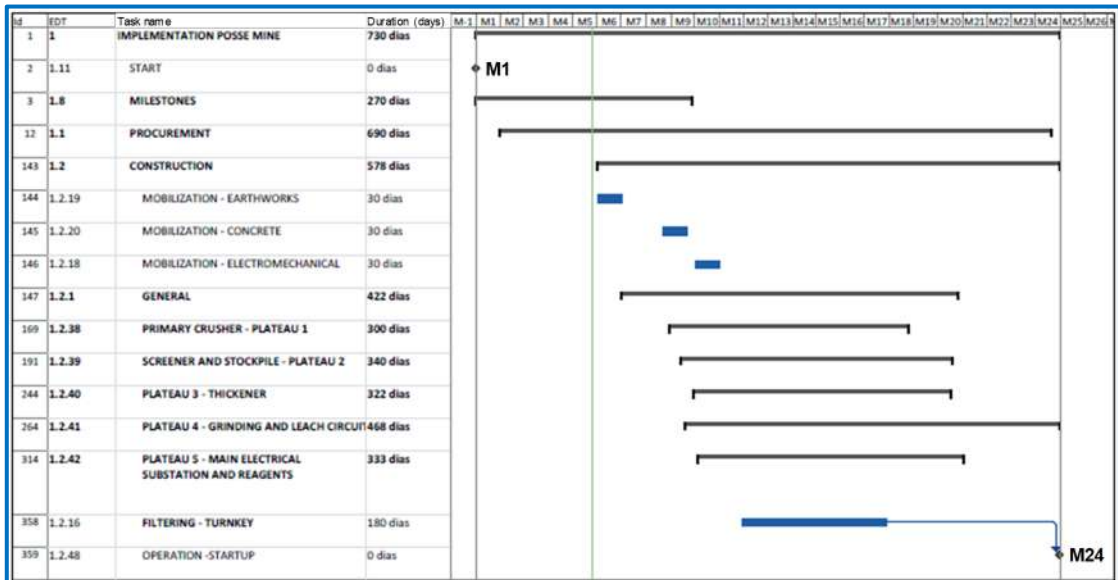 Id EDT Task name Duration (days) M-1 M1 M2 M3 M4 M5 M6 M7 M8 M9 M10 M11 M12 M13 M14 M15 M16 M17 M18 M19 M20 M21 M22 M23 M24 M25 M26
1 1 IMPLEMENTATION POSSE MINE 730 dias
2 1.11 START 0 dias M1
3 1.8 MILESTONES 270 dias
12 1.1 PROCUREMENT 690 dias
143 1.2 CONSTRUCTION 578 dias
144 1.2.19 MOBILIZATION - EARTHWORKS 30 dias
145 1.2.20 MOBILIZATION - CONCRETE 30 dias
146 1.2.18 MOBILIZATION - ELECTROMECHANICAL 30 dias
147 1.2.1 GENERAL 422 dias
169 1.2.38 PRIMARY CRUSHER - PLATEAU 1 300 dias
191 1.2.39 SCREENER AND STOCKPILE - PLATEAU 2 340 dias
244 1.2.40 PLATEAU 3 - THICKENER 322 dias
264 1.2.41 PLATEAU 4 - GRINDING AND LEACH CIRCUIT 468 dias
314 1.2.42 PLATEAU 5 - MAIN ELECTRICAL 333 dias
SUBSTATION AND REAGENTS
358 1.2.16 FILTERING - TURNKEY 180 dias
359 1.2.48 OPERATION -STARTUP 0 dias M24